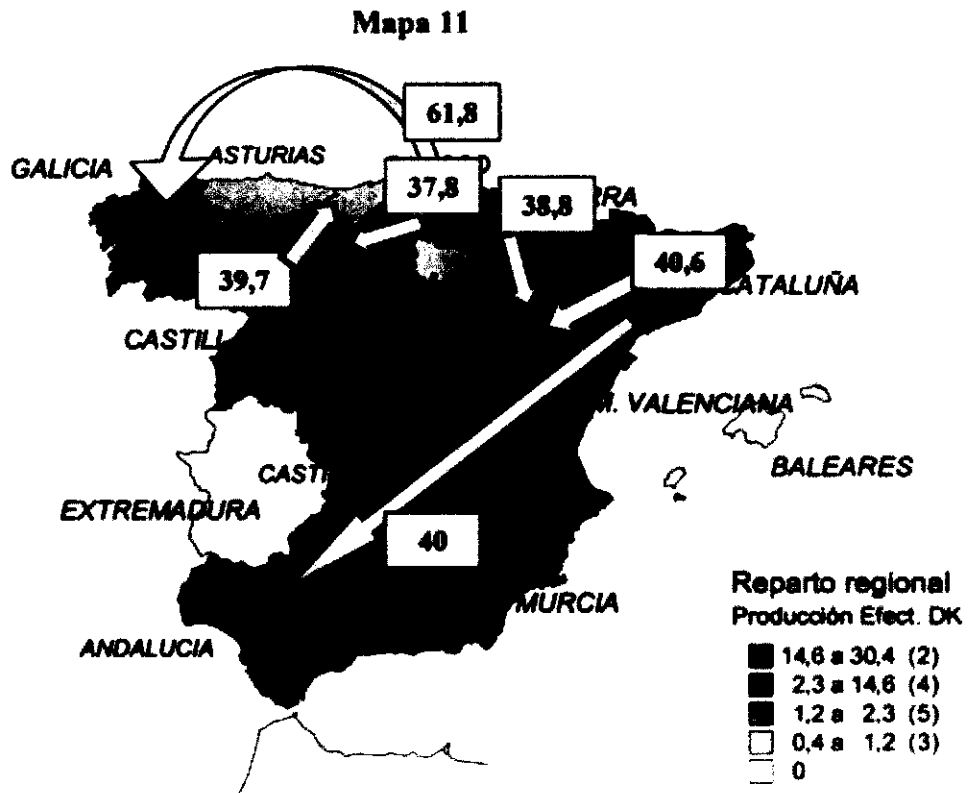 Mapa 11
61,8
ASTURIAS
GALICIA
37,8
38,8
RRA
40,6
39,7
CATALUÑA
CASTILL
M. VALENCIANA
CASTI
BALEARES
EXTREMADURA
40
MURCIA
ANDALUCIA
Reparto regional
Producción Efect. DK
14,6 a 30,4 (2)
2,3 a 14,6 (4)
1,2 a 2,3 (5)
0,4 a 1,2 (3)
0